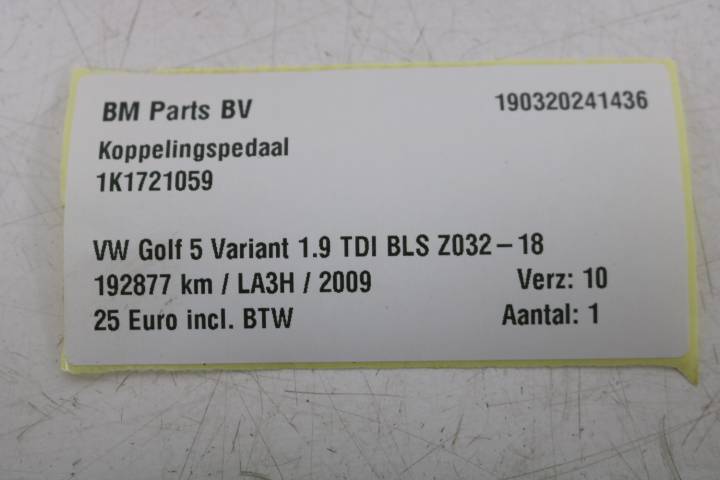 BM Parts BV 190320241436
Koppelingspedaal
1K1721059
VW Golf 5 Variant 1.9 TDI BLS Z032-18
192877 km / LA3H / 2009 Verz: 10
25 Euro incl. BTW Aantal: 1